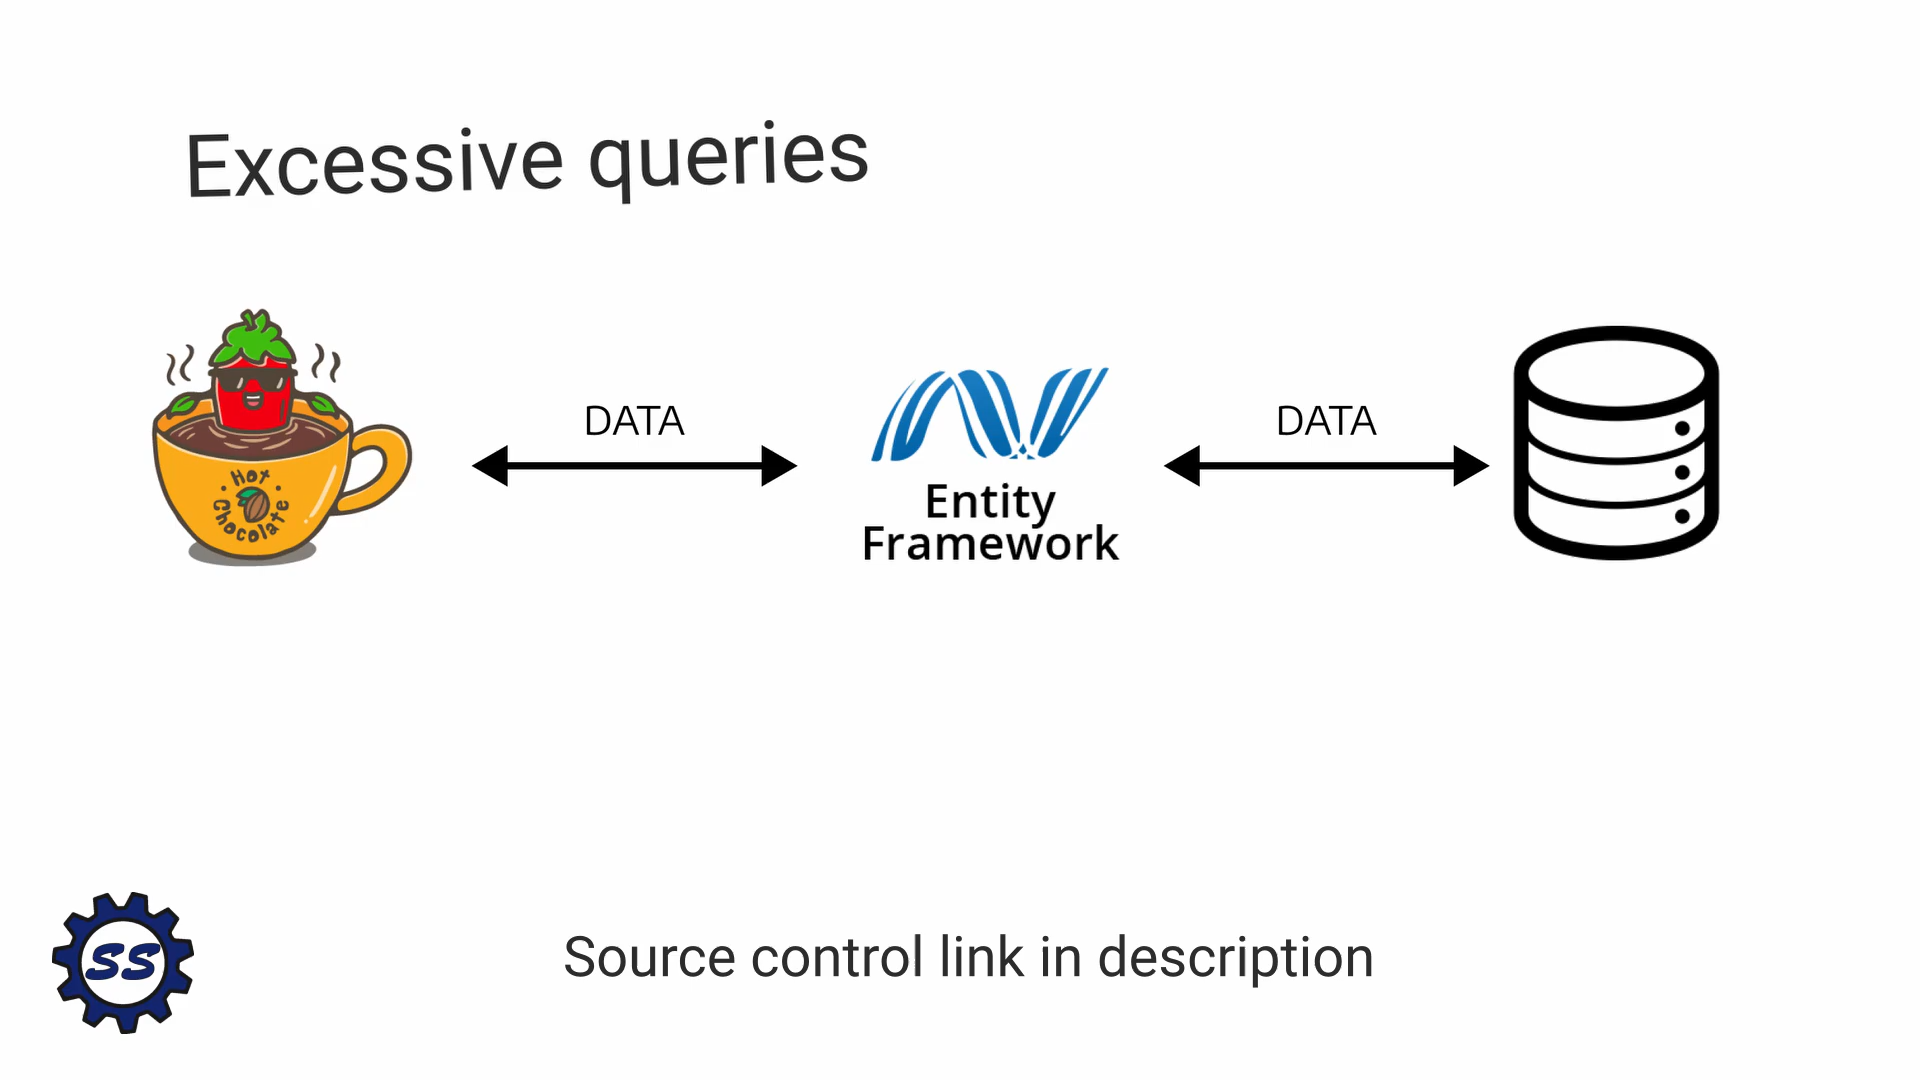 Excessive queries
Hot
Chocolate
DATA
Entity
Framework
DATA
SS
Source control link in description